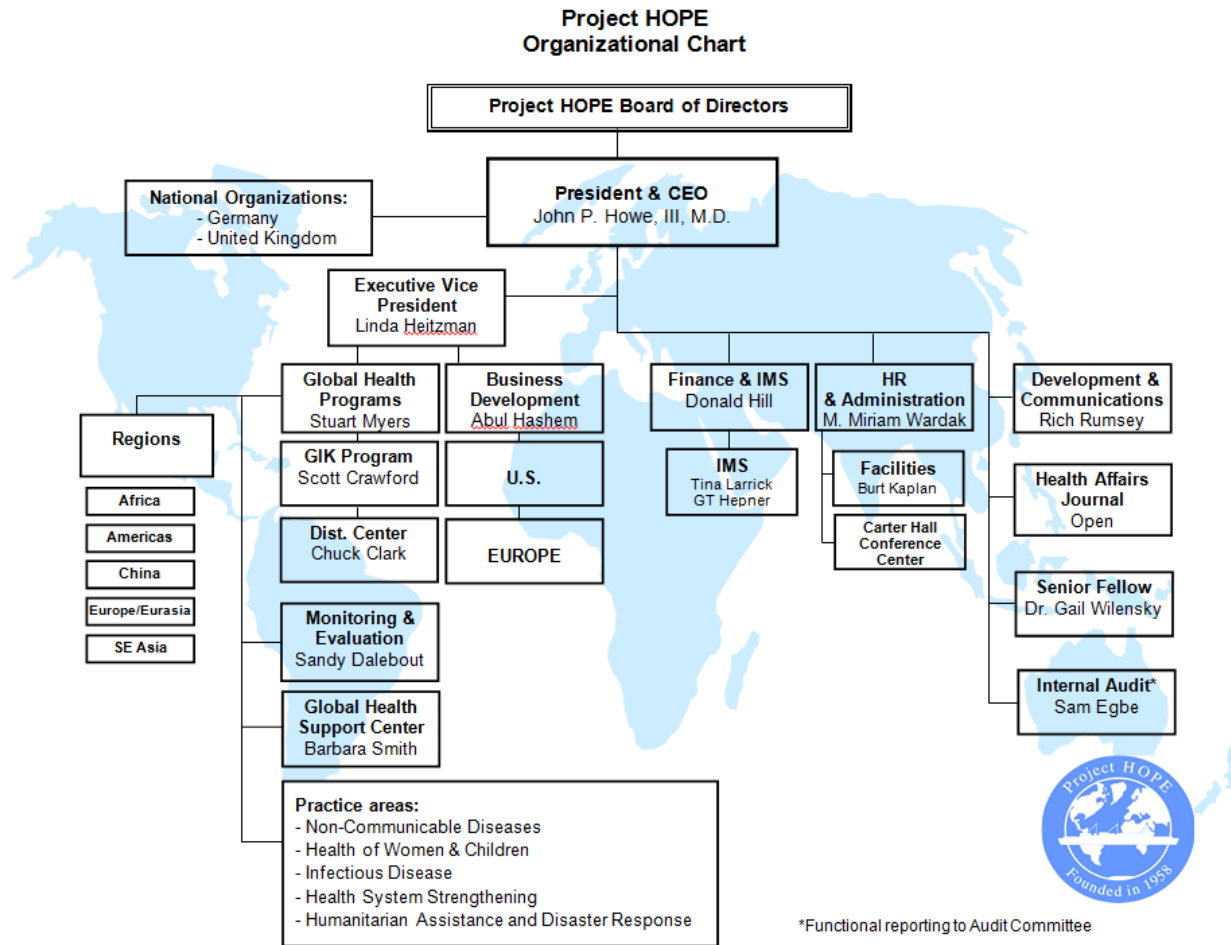 Project HOPE
Organizational Chart
Project HOPE Board of Directors
President & CEO
John P. Howe, III, M.D.
National Organizations:
- Germany
- United Kingdom
Executive Vice
President
Linda Heitzman
Global Health
Programs
Stuart Myers
Business
Development
Abul Hashem
Finance & IMS
Donald Hill
HR
& Administration
M. Miriam Wardak
Development &
Communications
Rich Rumsey
Regions
GIK Program
Scott Crawford
U.S.
IMS
Tina Larrick
GT Hepner
Facilities
Burt Kaplan
Health Affairs
Journal
Open
Africa
Americas
China
Europe/Eurasia
SE Asia
Dist. Center
Chuck Clark
EUROPE
Carter Hall
Conference
Center
Senior Fellow
Dr. Gail Wilensky
Monitoring &
Evaluation
Sandy Dalebout
Internal Audit*
Sam Egbe
Global Health
Support Center
Barbara Smith
Practice areas:
- Non-Communicable Diseases
- Health of Women & Children
- Infectious Disease
- Health System Strengthening
- Humanitarian Assistance and Disaster Response
Project HOPE
Founded in 1958
*Functional reporting to Audit Committee